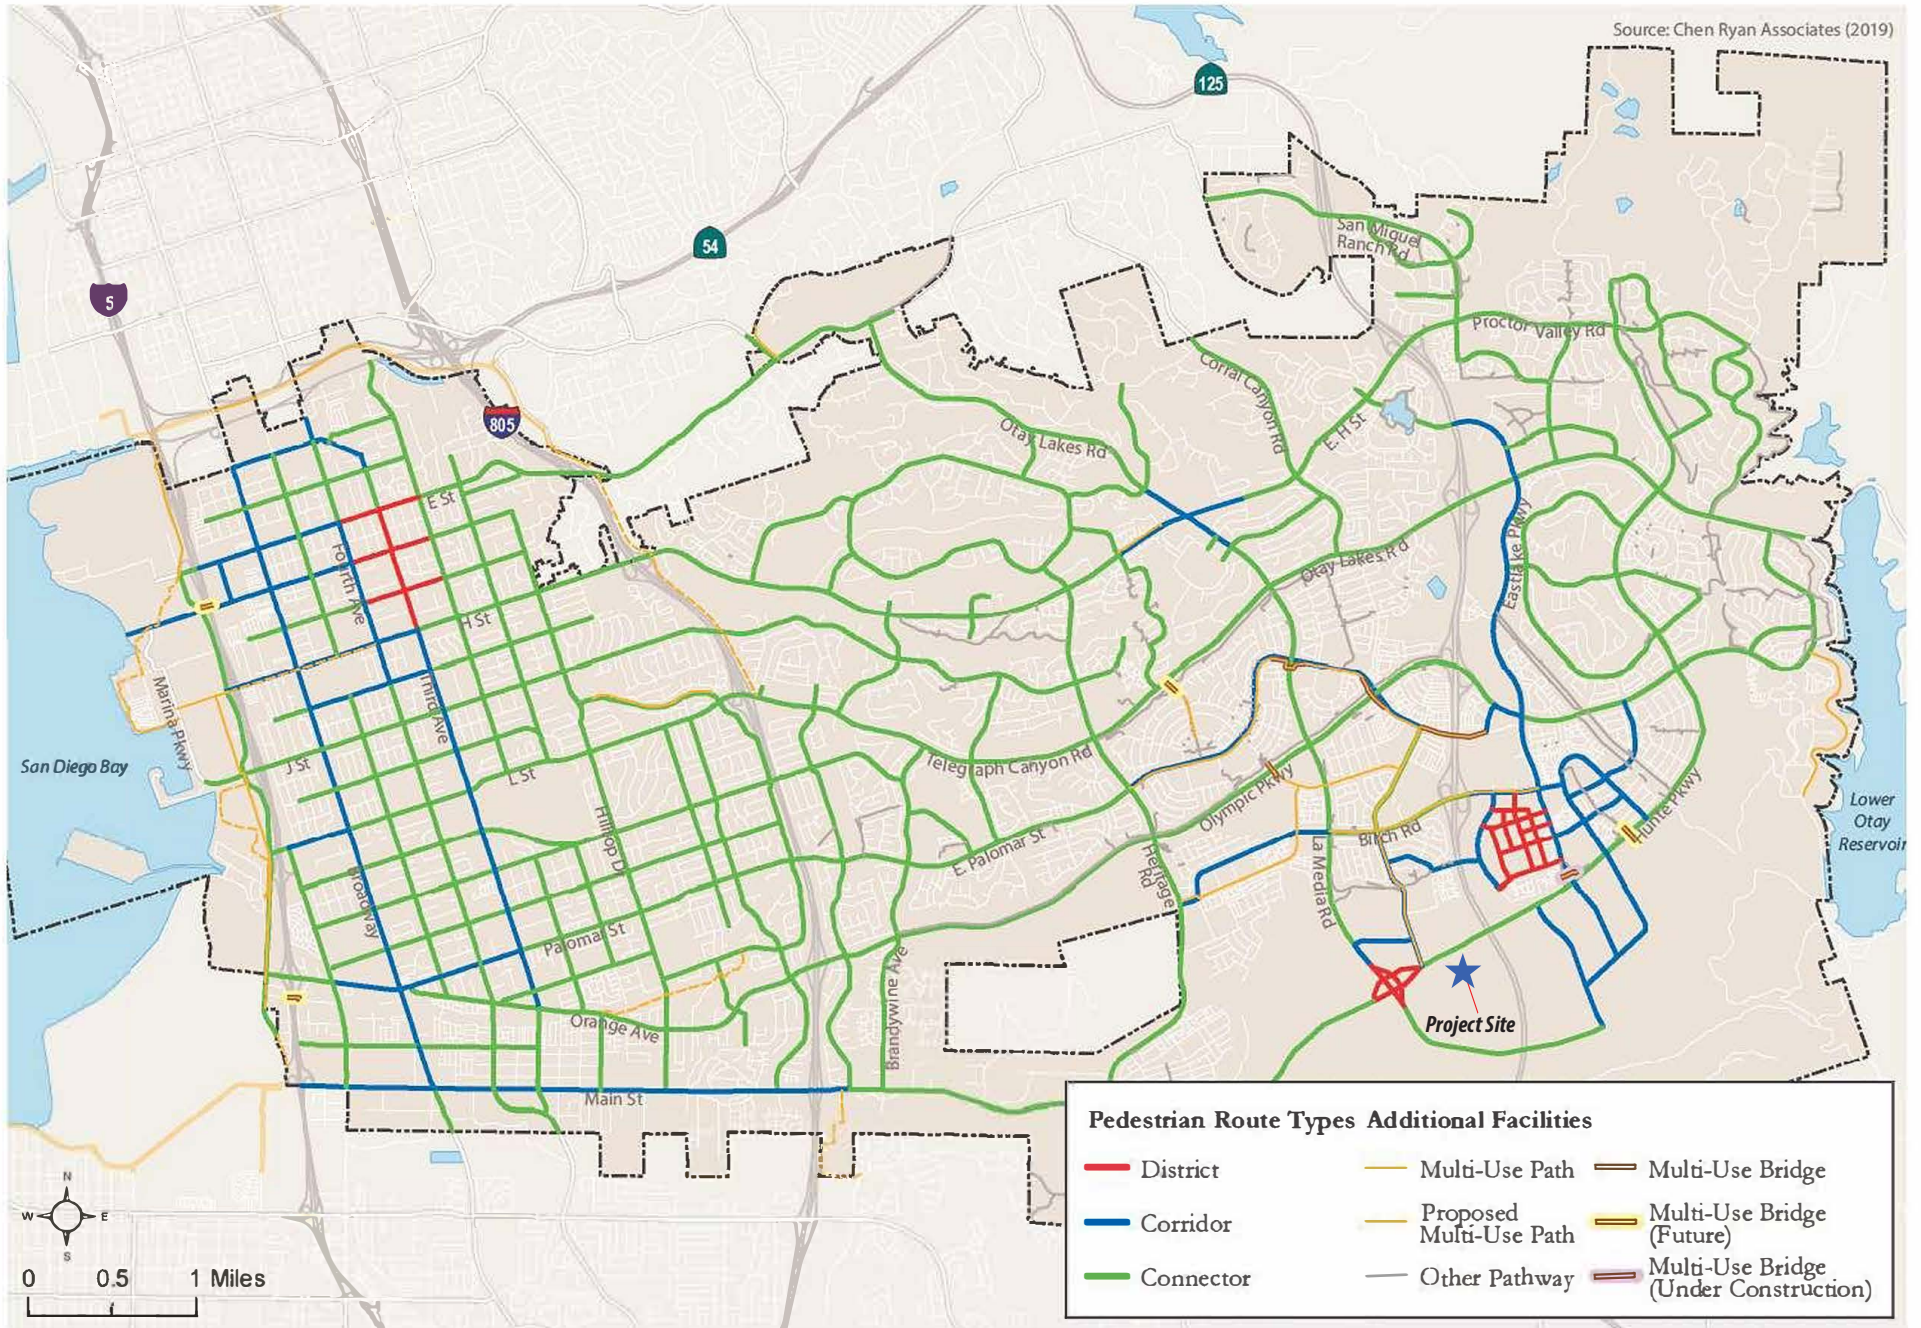 Source: Chen Ryan Associates (2019)
125
San Miguel
Ranch Rd
54
5
Proctor Valley Rd
805
Corral Canyon Rd
E. H St
Otay Lakes Rd
E St
Fourth Ave
Eastlake Pkwy
Otay Lakes Rd
H St
Marina Pkwy
Third Ave
San Diego Bay
J St
L St
Telegraph Canyon Rd
Olympic Pkwy
Hunte Pkwy
Lower
Otay
Reservoir
Hilltop Dr
Birch Rd
E. Palomar St
Heritage
Rd
La Media Rd
Broadway
Palomar St
Brandywine Ave
Orange Ave
Project Site
Main St
Pedestrian Route Types
District
Corridor
Connector
Additional Facilities
Multi-Use Path
Proposed
Multi-Use Path
Other Pathway
Multi-Use Bridge
Multi-Use Bridge
(Future)
Multi-Use Bridge
(Under Construction)
N
W
E
S
0 0.5 1 Miles